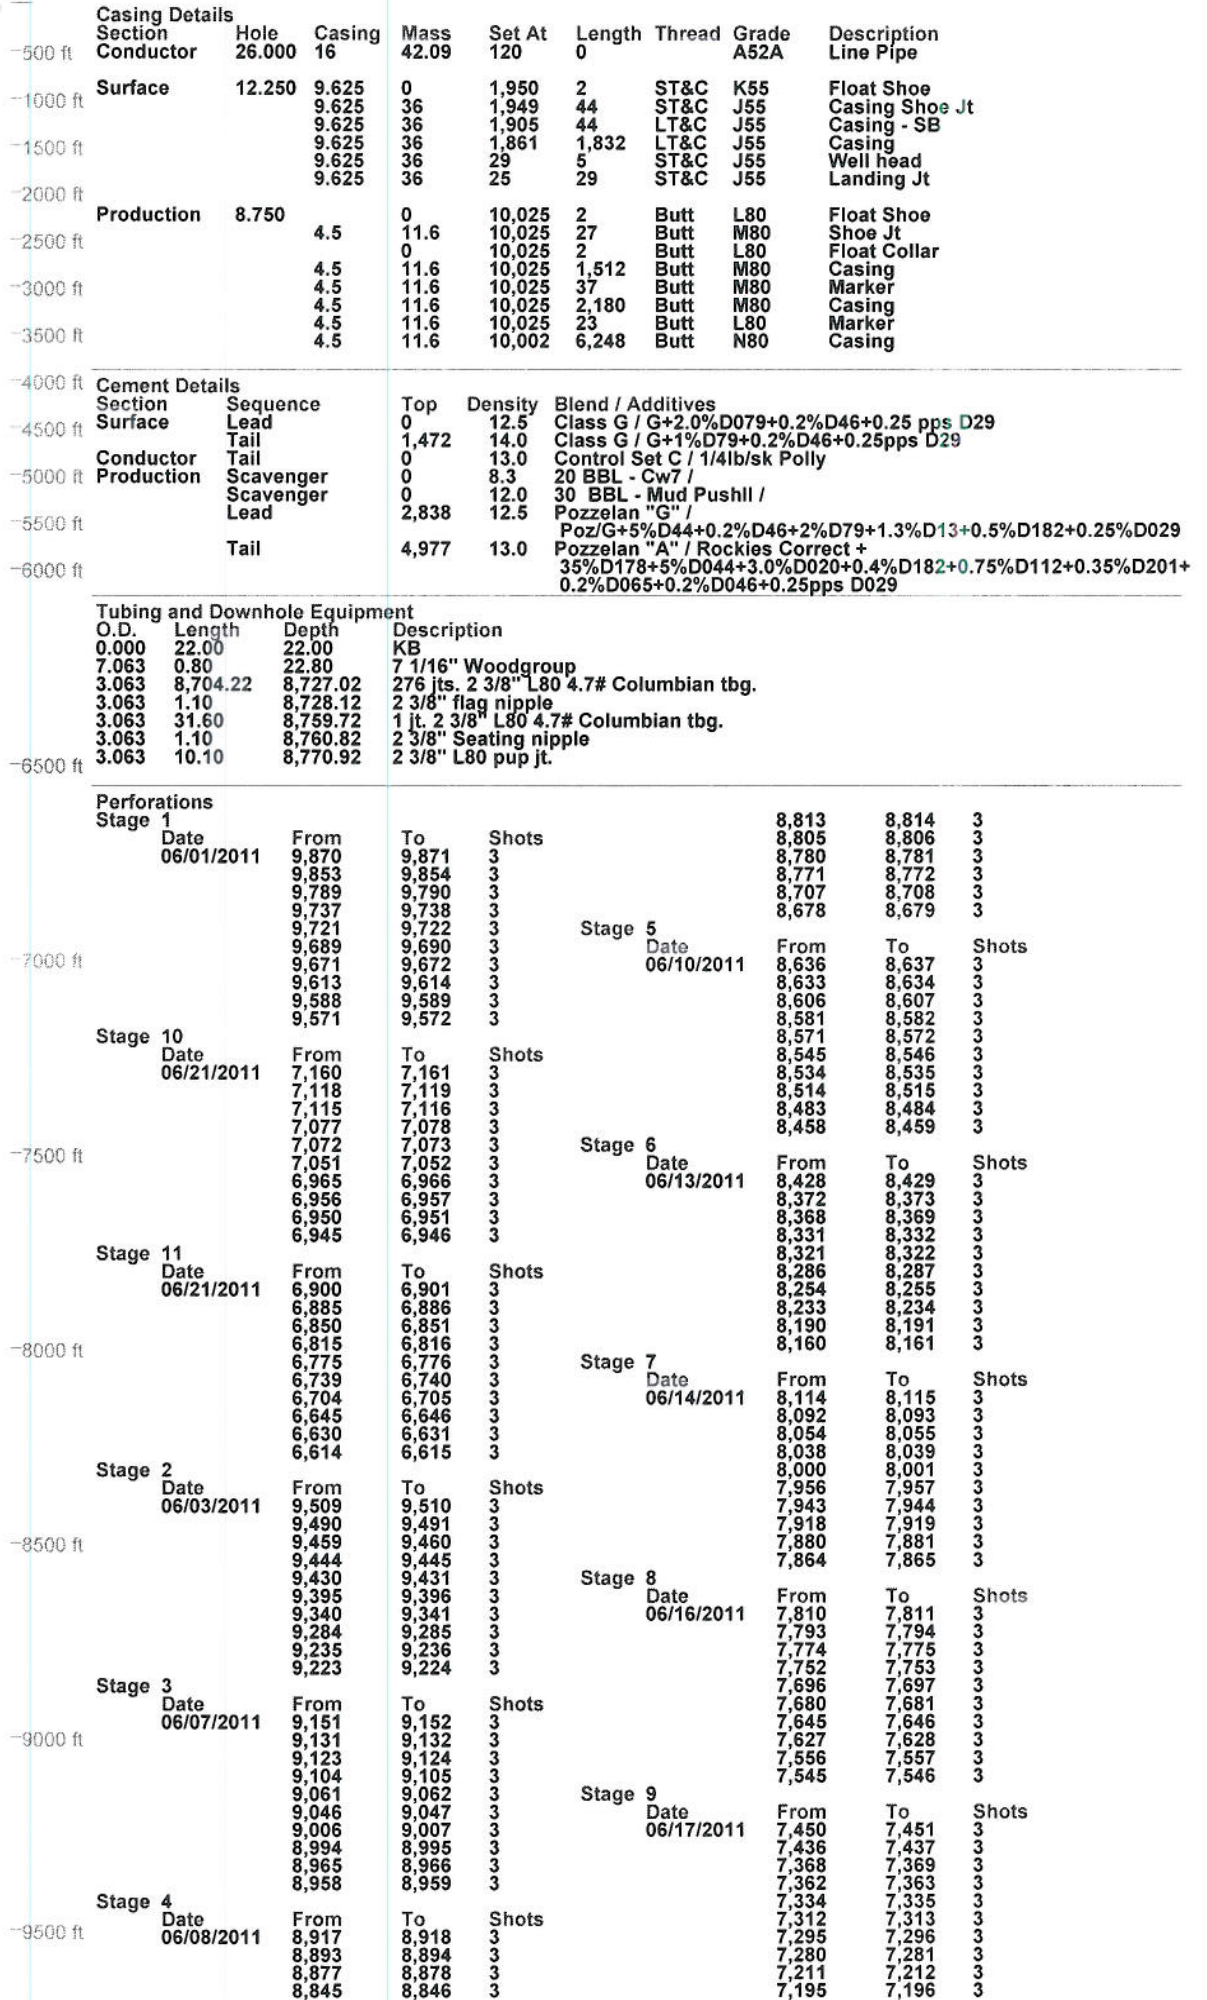 Casing Details
Section Hole Casing Mass Set At Length Thread Grade Description
Conductor 26.000 16 42.09 120 0 A52A Line Pipe
Surface 12.250 9.625 0 1,950 2 ST&C K55 Float Shoe
9.625 36 1,949 44 ST&C J55 Casing Shoe Jt
9.625 36 1,905 44 LT&C J55 Casing - SB
9.625 36 1,861 1,832 LT&C J55 Casing
9.625 36 29 5 ST&C J55 Well head
9.625 36 25 29 ST&C J55 Landing Jt
Production 8.750 0 10,025 2 Butt L80 Float Shoe
4.5 11.6 10,025 27 Butt M80 Shoe Jt
0 10,025 2 Butt L80 Float Collar
4.5 11.6 10,025 1,512 Butt M80 Casing
4.5 11.6 10,025 37 Butt M80 Marker
4.5 11.6 10,025 2,180 Butt M80 Casing
4.5 11.6 10,025 23 Butt L80 Marker
4.5 11.6 10,002 6,248 Butt N80 Casing
Cement Details
Section Sequence Top Density Blend / Additives
Surface Lead 0 12.5 Class G / G+2.0%D079+0.2%D46+0.25 pps D29
Tail 1,472 14.0 Class G / G+1%D79+0.2%D46+0.25pps D29
Conductor Tail 0 13.0 Control Set C / 1/4lb/sk Polly
Production Scavenger 0 8.3 20 BBL - Cw7 /
Scavenger 0 12.0 30 BBL - Mud PushII /
Lead 2,838 12.5 Pozzelan "G" /
Poz/G+5%D44+0.2%D46+2%D79+1.3%D13+0.5%D182+0.25%D029
Tail 4,977 13.0 Pozzelan "A" / Rockies Correct +
35%D178+5%D044+3.0%D020+0.4%D182+0.75%D112+0.35%D201+
0.2%D065+0.2%D046+0.25pps D029
Tubing and Downhole Equipment
O.D. Length Depth Description
0.000 22.00 22.00 KB
7.063 0.80 22.80 7 1/16" Woodgroup
3.063 8,704.22 8,727.02 276 jts. 2 3/8" L80 4.7# Columbian tbg.
3.063 1.10 8,728.12 2 3/8" flag nipple
3.063 31.60 8,759.72 1 jt. 2 3/8" L80 4.7# Columbian tbg.
3.063 1.10 8,760.82 2 3/8" Seating nipple
3.063 10.10 8,770.92 2 3/8" L80 pup jt.
Perforations
Stage 1
Date From To Shots
06/01/2011 9,870 9,871 3
9,853 9,854 3
9,789 9,790 3
9,737 9,738 3
9,721 9,722 3
9,689 9,690 3
9,671 9,672 3
9,613 9,614 3
9,588 9,589 3
9,571 9,572 3
Stage 10
Date From To Shots
06/21/2011 7,160 7,161 3
7,118 7,119 3
7,115 7,116 3
7,077 7,078 3
7,072 7,073 3
7,051 7,052 3
6,965 6,966 3
6,956 6,957 3
6,950 6,951 3
6,945 6,946 3
Stage 11
Date From To Shots
06/21/2011 6,900 6,901 3
6,885 6,886 3
6,850 6,851 3
6,815 6,816 3
6,775 6,776 3
6,739 6,740 3
6,704 6,705 3
6,645 6,646 3
6,630 6,631 3
6,614 6,615 3
Stage 2
Date From To Shots
06/03/2011 9,509 9,510 3
9,490 9,491 3
9,459 9,460 3
9,444 9,445 3
9,430 9,431 3
9,395 9,396 3
9,340 9,341 3
9,284 9,285 3
9,235 9,236 3
9,223 9,224 3
Stage 3
Date From To Shots
06/07/2011 9,151 9,152 3
9,131 9,132 3
9,123 9,124 3
9,104 9,105 3
9,061 9,062 3
9,046 9,047 3
9,006 9,007 3
8,994 8,995 3
8,965 8,966 3
8,958 8,959 3
Stage 4
Date From To Shots
06/08/2011 8,917 8,918 3
8,893 8,894 3
8,877 8,878 3
8,845 8,846 3
8,813 8,814 3
8,805 8,806 3
8,780 8,781 3
8,771 8,772 3
8,707 8,708 3
8,678 8,679 3
Stage 5
Date From To Shots
06/10/2011 8,636 8,637 3
8,633 8,634 3
8,606 8,607 3
8,581 8,582 3
8,571 8,572 3
8,545 8,546 3
8,534 8,535 3
8,514 8,515 3
8,483 8,484 3
8,458 8,459 3
Stage 6
Date From To Shots
06/13/2011 8,428 8,429 3
8,372 8,373 3
8,368 8,369 3
8,331 8,332 3
8,321 8,322 3
8,286 8,287 3
8,254 8,255 3
8,233 8,234 3
8,190 8,191 3
8,160 8,161 3
Stage 7
Date From To Shots
06/14/2011 8,114 8,115 3
8,092 8,093 3
8,054 8,055 3
8,038 8,039 3
8,000 8,001 3
7,956 7,957 3
7,943 7,944 3
7,918 7,919 3
7,880 7,881 3
7,864 7,865 3
Stage 8
Date From To Shots
06/16/2011 7,810 7,811 3
7,793 7,794 3
7,774 7,775 3
7,752 7,753 3
7,696 7,697 3
7,680 7,681 3
7,645 7,646 3
7,627 7,628 3
7,556 7,557 3
7,545 7,546 3
Stage 9
Date From To Shots
06/17/2011 7,450 7,451 3
7,436 7,437 3
7,368 7,369 3
7,362 7,363 3
7,334 7,335 3
7,312 7,313 3
7,295 7,296 3
7,280 7,281 3
7,211 7,212 3
7,195 7,196 3
500 ft
1000 ft
1500 ft
2000 ft
2500 ft
3000 ft
3500 ft
4000 ft
4500 ft
5000 ft
5500 ft
6000 ft
6500 ft
7000 ft
7500 ft
8000 ft
8500 ft
9000 ft
9500 ft